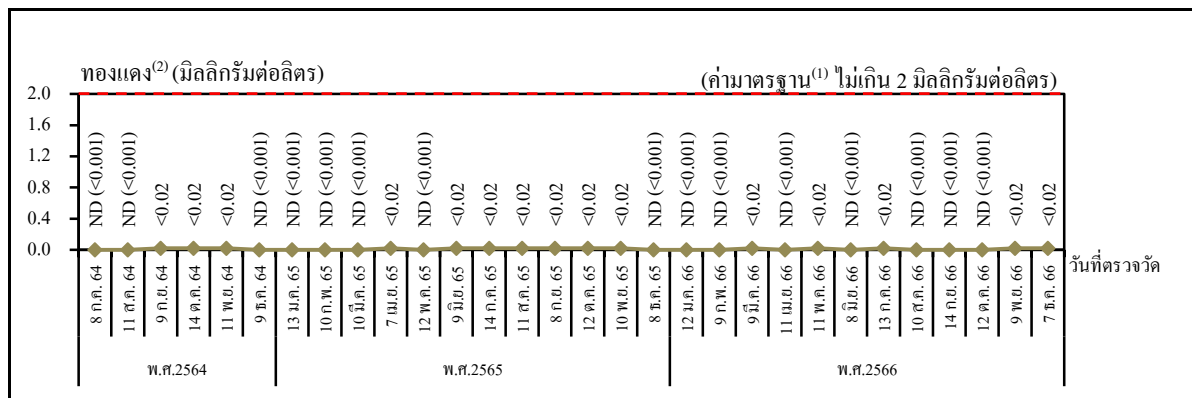 ทองแดง(2) (มิลลิกรัมต่อลิตร)
(ค่ามาตรฐาน(1) ไม่เกิน 2 มิลลิกรัมต่อลิตร)
2.0
1.6
1.2
0.8
0.4
0.0
ND (<0.001)
ND (<0.001)
<0.02
<0.02
<0.02
ND (<0.001)
ND (<0.001)
ND (<0.001)
ND (<0.001)
<0.02
ND (<0.001)
<0.02
<0.02
<0.02
<0.02
<0.02
<0.02
ND (<0.001)
ND (<0.001)
ND (<0.001)
<0.02
ND (<0.001)
<0.02
ND (<0.001)
<0.02
ND (<0.001)
ND (<0.001)
ND (<0.001)
<0.02
<0.02
วันที่ตรวจวัด
8 ก.ค. 64
11 ส.ค. 64
9 ก.ย. 64
14 ต.ค. 64
11 พ.ย. 64
9 ธ.ค. 64
13 ม.ค. 65
10 ก.พ. 65
10 มี.ค. 65
7 เม.ย. 65
12 พ.ค. 65
9 มิ.ย. 65
14 ก.ค. 65
11 ส.ค. 65
8 ก.ย. 65
12 ต.ค. 65
10 พ.ย. 65
8 ธ.ค. 65
12 ม.ค. 66
9 ก.พ. 66
9 มี.ค. 66
11 เม.ย. 66
11 พ.ค. 66
8 มิ.ย. 66
13 ก.ค. 66
10 ส.ค. 66
14 ก.ย. 66
12 ต.ค. 66
9 พ.ย. 66
7 ธ.ค. 66
พ.ศ.2564
พ.ศ.2565
พ.ศ.2566